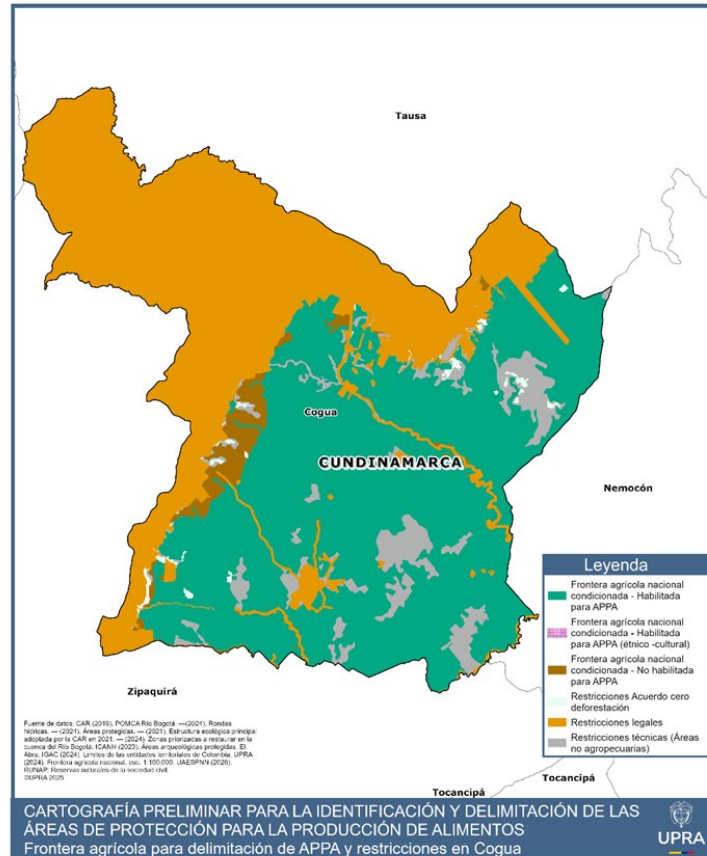 Tausa
Cogua
CUNDINAMARCA
Nemocón
Leyenda
Frontera agrícola nacional
condicionada - Habilitada
para APPA
Frontera agrícola nacional
condicionada - Habilitada
para APPA (étnico -cultural)
Frontera agrícola nacional
condicionada - No habilitada
para APPA
Restricciones Acuerdo cero
deforestación
Restricciones legales
Restricciones técnicas (Áreas
no agropecuarias)
Zipaquirá
Fuente de datos: CAR (2019). POMCA Río Bogotá. —(2021). Rondas
hídricas. — (2024). Áreas protegidas. — (2021). Estructura ecológica principal
adoptada por la CAR en 2021. — (2024). Zonas priorizadas a restaurar en la
cuenca del Río Bogotá. ICANH (2023). Áreas arqueológicas protegidas. El
Abra. IGAC (2024). Límites de las entidades territoriales de Colombia. UPRA
(2024). Frontera agrícola nacional, esc. 1:100.000. UAESPNN (2026).
RUNAP: Reservas naturales de la sociedad civil.
©UPRA 2025
Tocancipá
Tocancipá
CARTOGRAFÍA PRELIMINAR PARA LA IDENTIFICACIÓN Y DELIMITACIÓN DE LAS
ÁREAS DE PROTECCIÓN PARA LA PRODUCCIÓN DE ALIMENTOS
Frontera agrícola para delimitación de APPA y restricciones en Cogua
UPRA